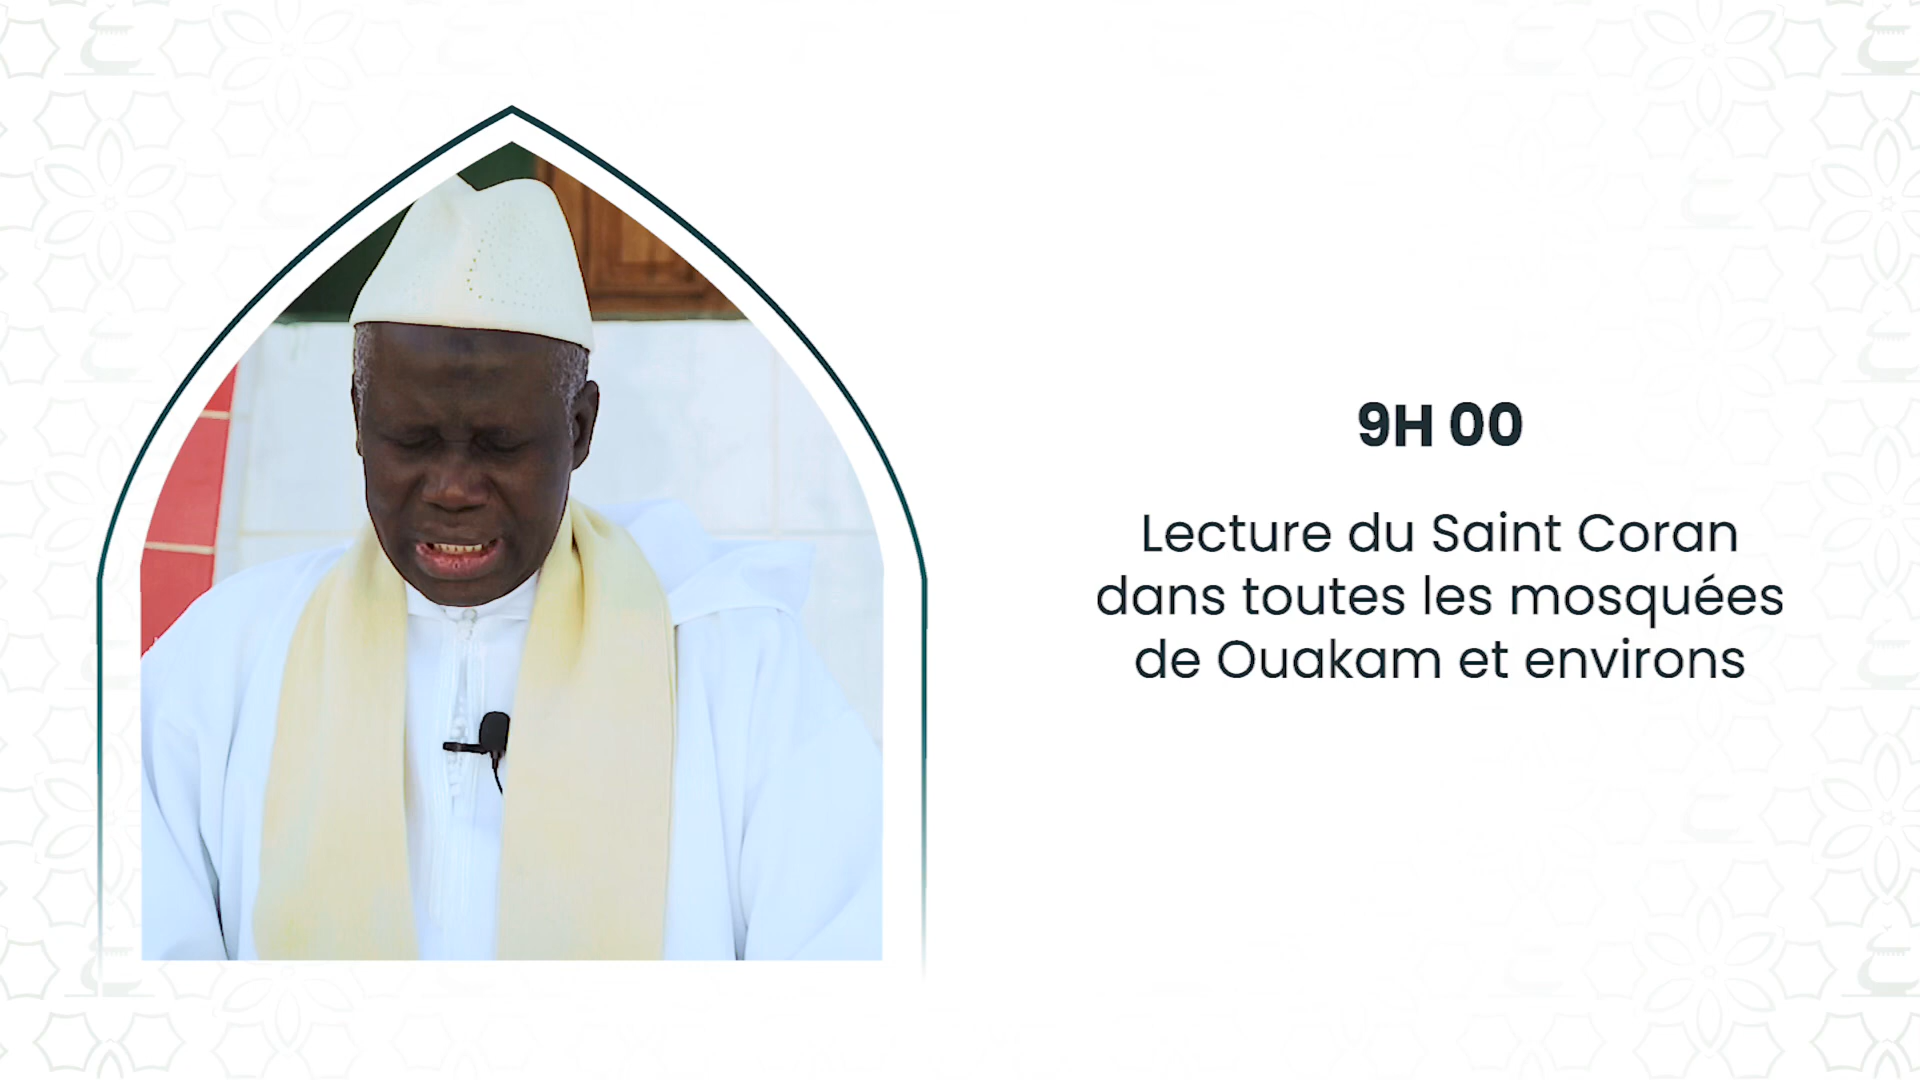 9H 00
Lecture du Saint Coran
dans toutes les mosquées
de Ouakam et environs